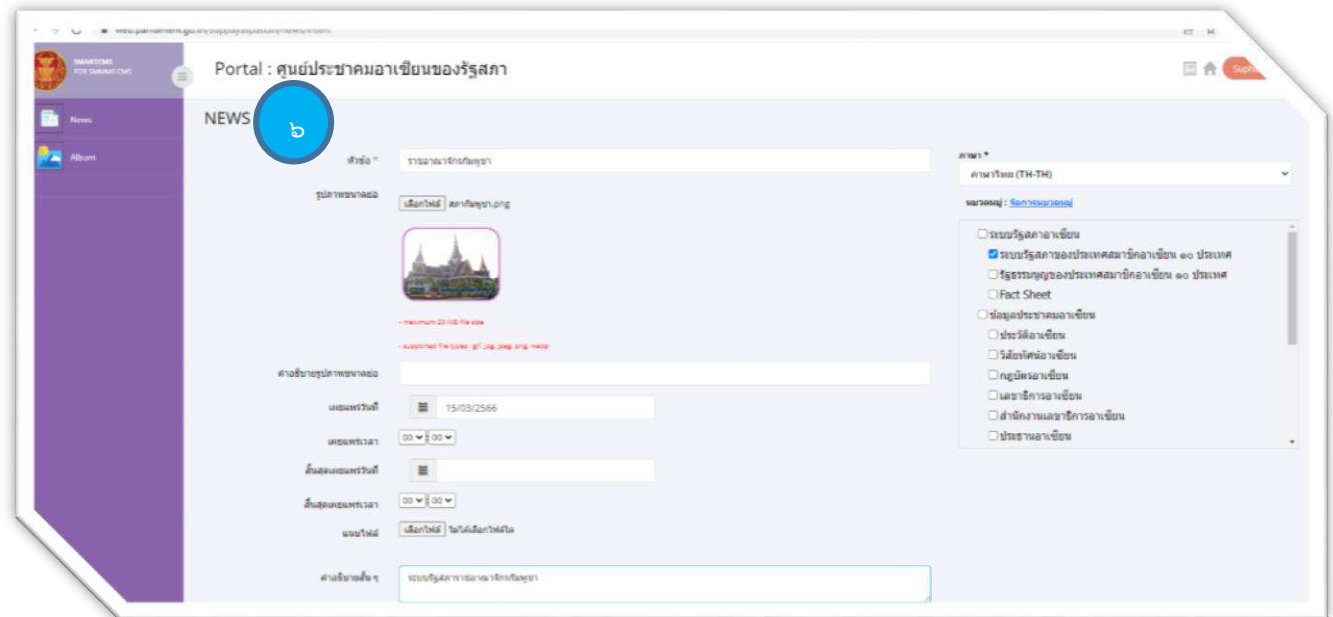 SMARTCMS
FOR SMMMS CMS
Portal : ศูนย์ประชาคมอาเซียนของรัฐสภา
News
Album
NEWS
๖
หัวข้อ *
ราชอาณาจักรกัมพูชา
รูปภาพขนาดย่อ
เลือกไฟล์ สภากัมพูชา.png
- maximum 20 MB file size
- supported filetypes .gif, jpg, jpeg, png, webp
คำอธิบายรูปภาพขนาดย่อ
เผยแพร่วันที่
15/03/2566
เผยแพร่เวลา
00 : 00
สิ้นสุดเผยแพร่วันที่
สิ้นสุดเผยแพร่เวลา
00 : 00
แนบไฟล์
เลือกไฟล์ ไม่ได้เลือกไฟล์ใด
คำอธิบายสั้น ๆ
ระบบรัฐสภาราชอาณาจักรกัมพูชา
ภาษา *
ภาษาไทย (TH-TH)
หมวดหมู่ : จัดการหมวดหมู่
ระบบรัฐสภาอาเซียน
ระบบรัฐสภาของประเทศสมาชิกอาเซียน ๑๐ ประเทศ
รัฐธรรมนูญของประเทศสมาชิกอาเซียน ๑๐ ประเทศ
Fact Sheet
ข้อมูลประชาคมอาเซียน
ประวัติอาเซียน
วิสัยทัศน์อาเซียน
กฎบัตรอาเซียน
เลขาธิการอาเซียน
สำนักงานเลขาธิการอาเซียน
ประธานอาเซียน